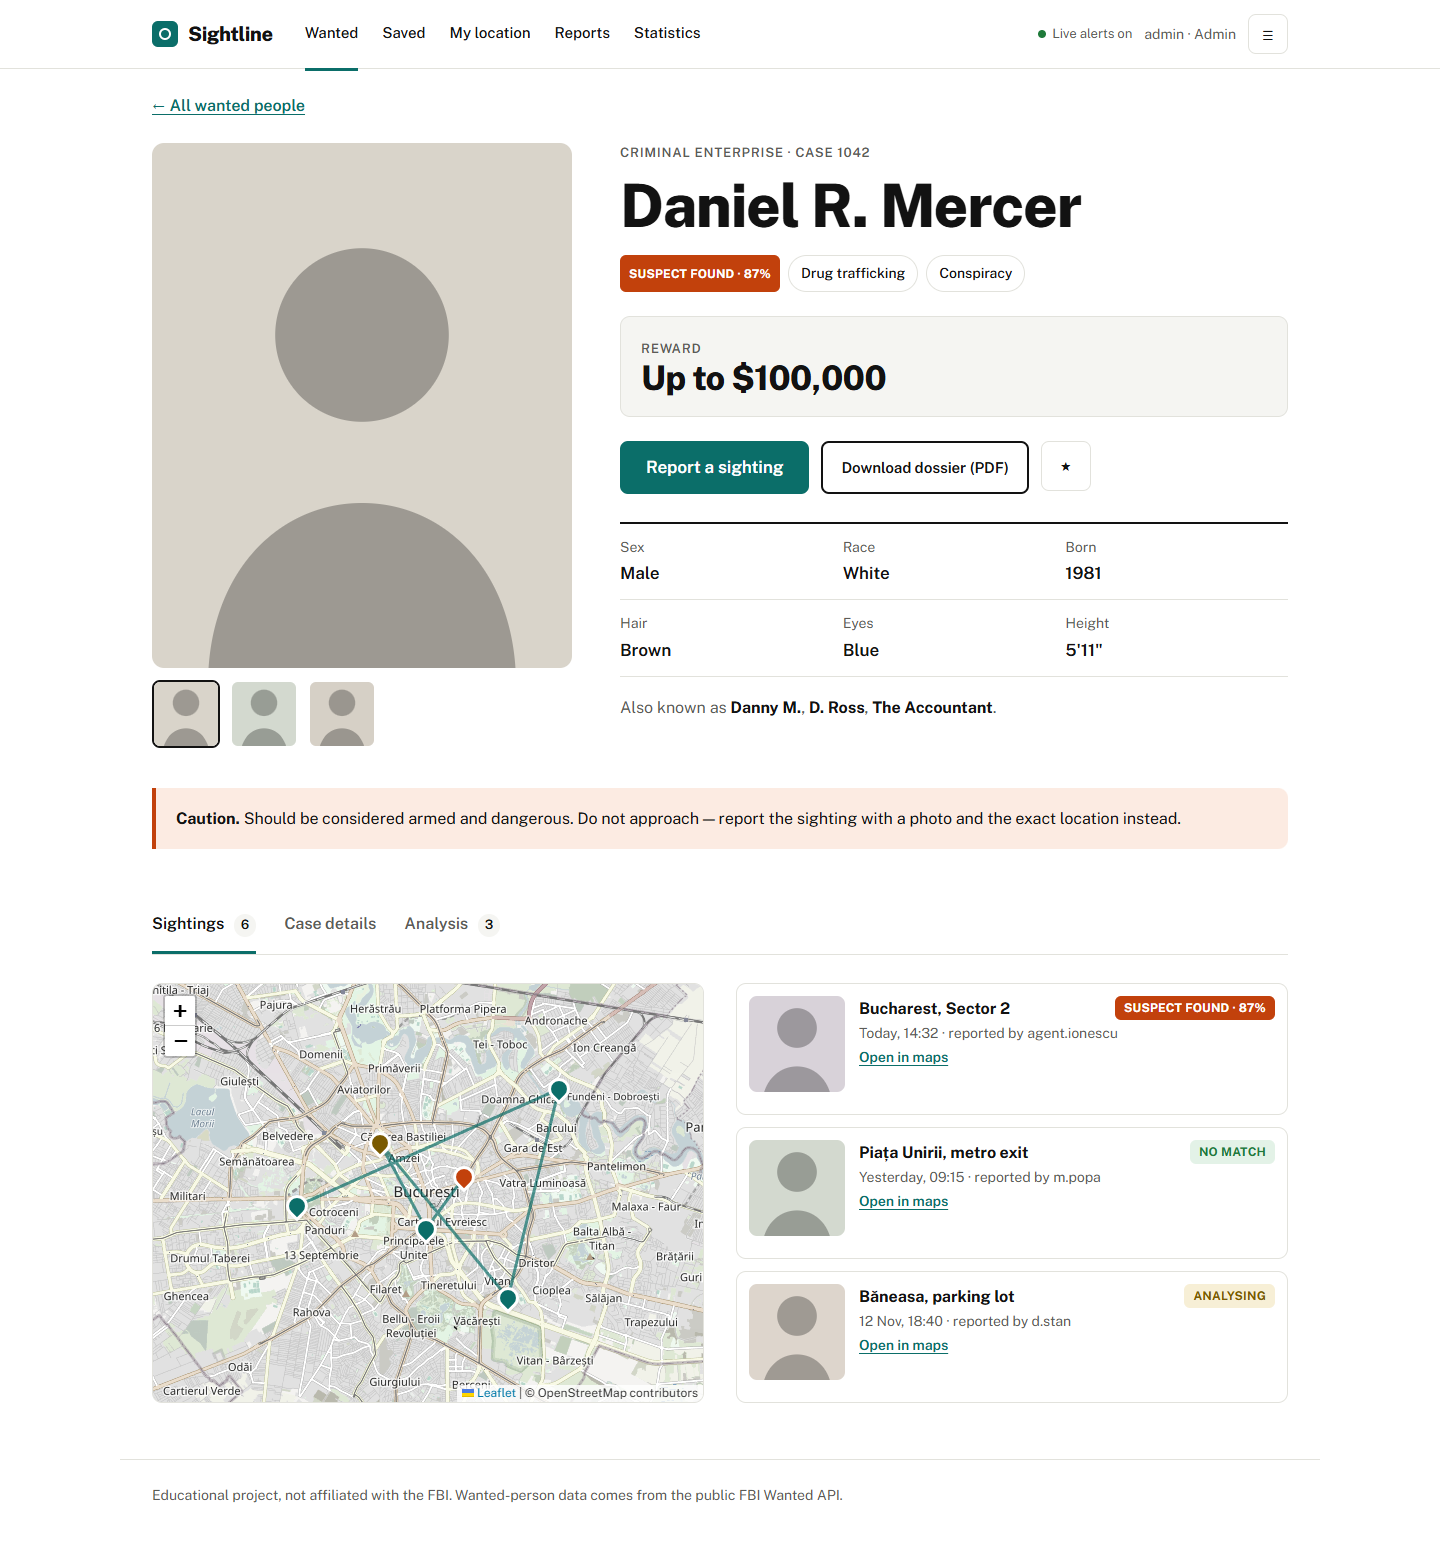 Sightline
Wanted
Saved
My location
Reports
Statistics
Live alerts on
admin · Admin
← All wanted people
CRIMINAL ENTERPRISE · CASE 1042
Daniel R. Mercer
SUSPECT FOUND · 87%
Drug trafficking
Conspiracy
REWARD
Up to $100,000
Report a sighting
Download dossier (PDF)
Sex
Race
Born
Male
White
1981
Hair
Eyes
Height
Brown
Blue
5'11"
Also known as Danny M., D. Ross, The Accountant.
Caution. Should be considered armed and dangerous. Do not approach — report the sighting with a photo and the exact location instead.
Sightings 6
Case details
Analysis 3
+
−
Pajura
Herăstrău
Platforma Pipera
Andronache
Tei - Toboc
Ion Creangă
Domenii
Primăverii
Giulești
Aviatorilor
Fundeni - Dobroești
Lacul
Morii
Belvedere
Baicului
Gara de Est
Semănătoarea
Amzei
Pantelimon
Militari
București
Vatra Luminoasă
Cotroceni
Malaxa - Faur
Panduri
Balta Albă -
Titan
Drumul Taberei
13 Septembrie
Unite
Dristor
Brătării
Ghencea
Filaret
Tineretului
Vitan
Cioplea
Sălăjan
Rahova
Bellu - Eroii
Revoluției
Văcărești
Trapezului
Odăi
Vitan - Bârzești
Cartierul Verde
Giurgiului
Leaflet | © OpenStreetMap contributors
Bucharest, Sector 2
SUSPECT FOUND · 87%
Today, 14:32 · reported by agent.ionescu
Open in maps
Piața Unirii, metro exit
NO MATCH
Yesterday, 09:15 · reported by m.popa
Open in maps
Băneasa, parking lot
ANALYSING
12 Nov, 18:40 · reported by d.stan
Open in maps
Educational project, not affiliated with the FBI. Wanted-person data comes from the public FBI Wanted API.